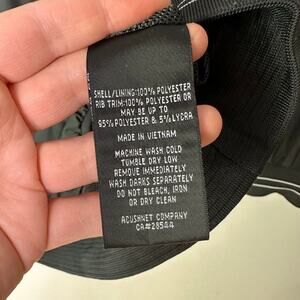 SHELL/LINING:100% POLYESTER
RIB TRIM:100% POLYESTER OR
MAY BE UP TO
95% POLYESTER & 5% LYCRA
MADE IN VIETNAM
MACHINE WASH COLD
TUMBLE DRY LOW
REMOVE IMMEDIATELY
WASH DARKS SEPARATELY
DO NOT BLEACH, IRON
OR DRY CLEAN
ACUSHNET COMPANY
CA#28544